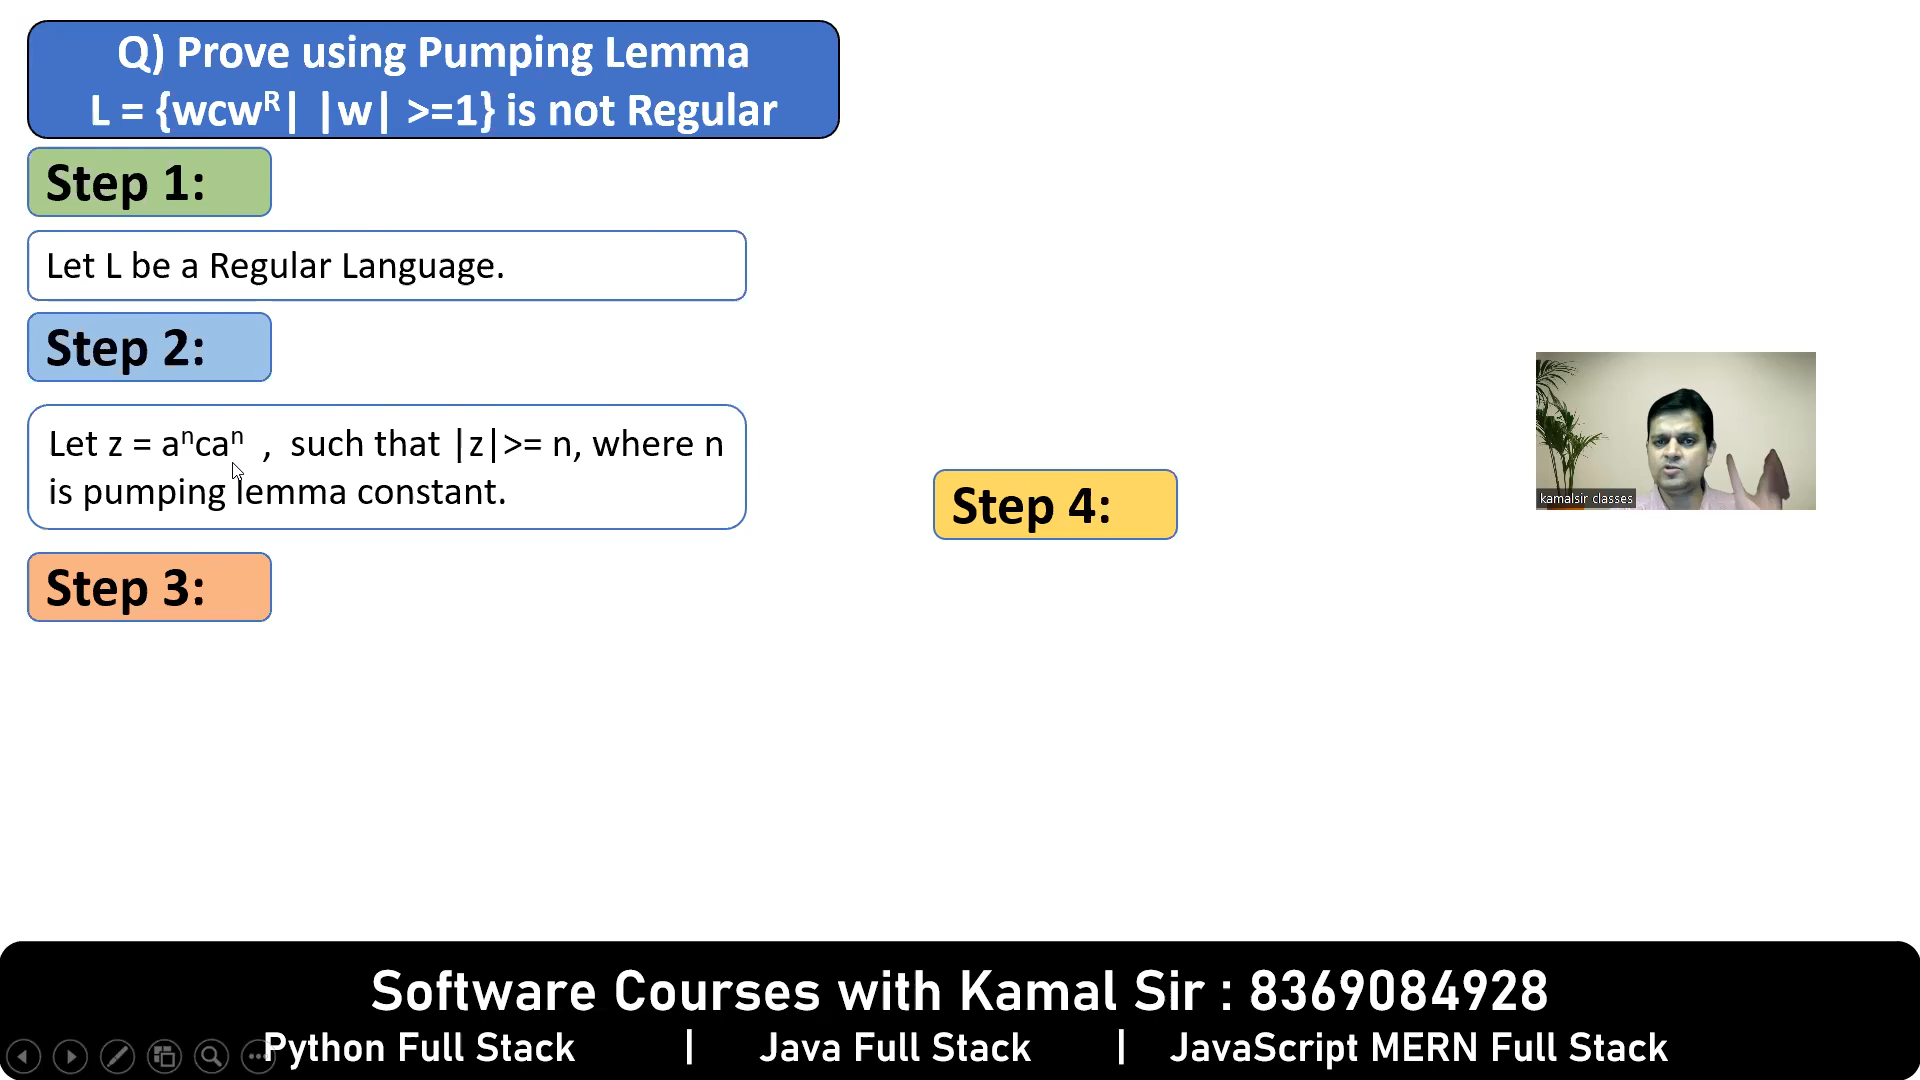 Q) Prove using Pumping Lemma
L = {wcwᴿ| |w| >=1} is not Regular
Step 1:
Let L be a Regular Language.
Step 2:
Let z = aⁿcaⁿ , such that |z|>= n, where n
is pumping lemma constant.
Step 3:
Step 4:
kamalsir classes
Software Courses with Kamal Sir : 8369084928
Python Full Stack | Java Full Stack | JavaScript MERN Full Stack